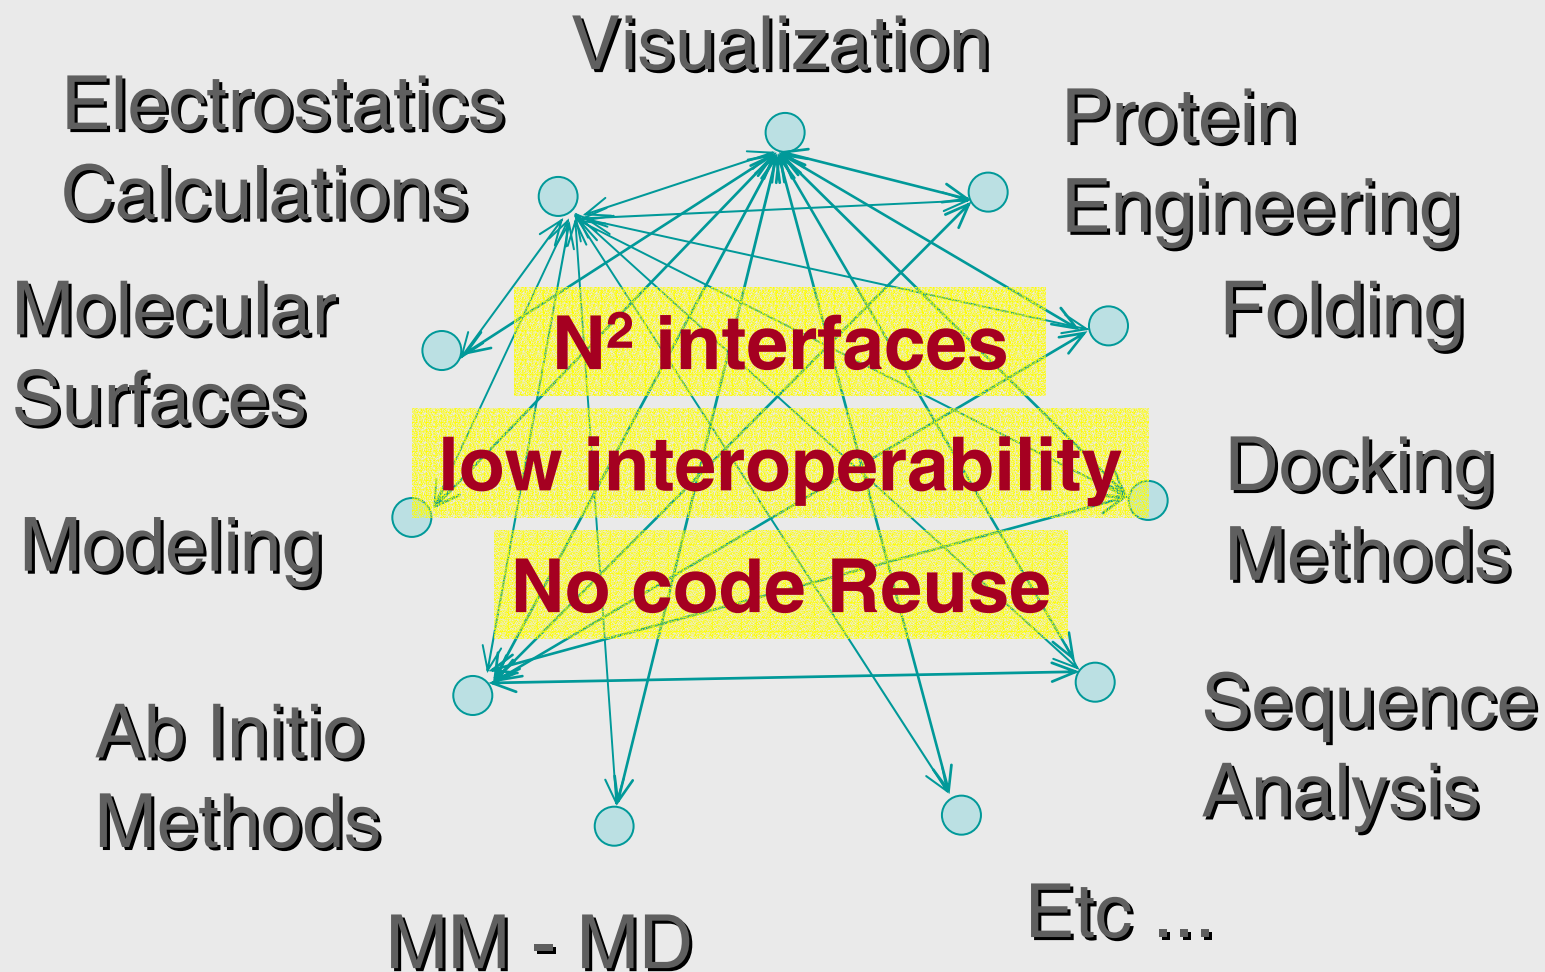 Visualization
Electrostatics
Calculations
Protein
Engineering
Molecular
Surfaces
Folding
N² interfaces
low interoperability
No code Reuse
Modeling
Docking
Methods
Ab Initio
Methods
Sequence
Analysis
MM - MD
Etc ...